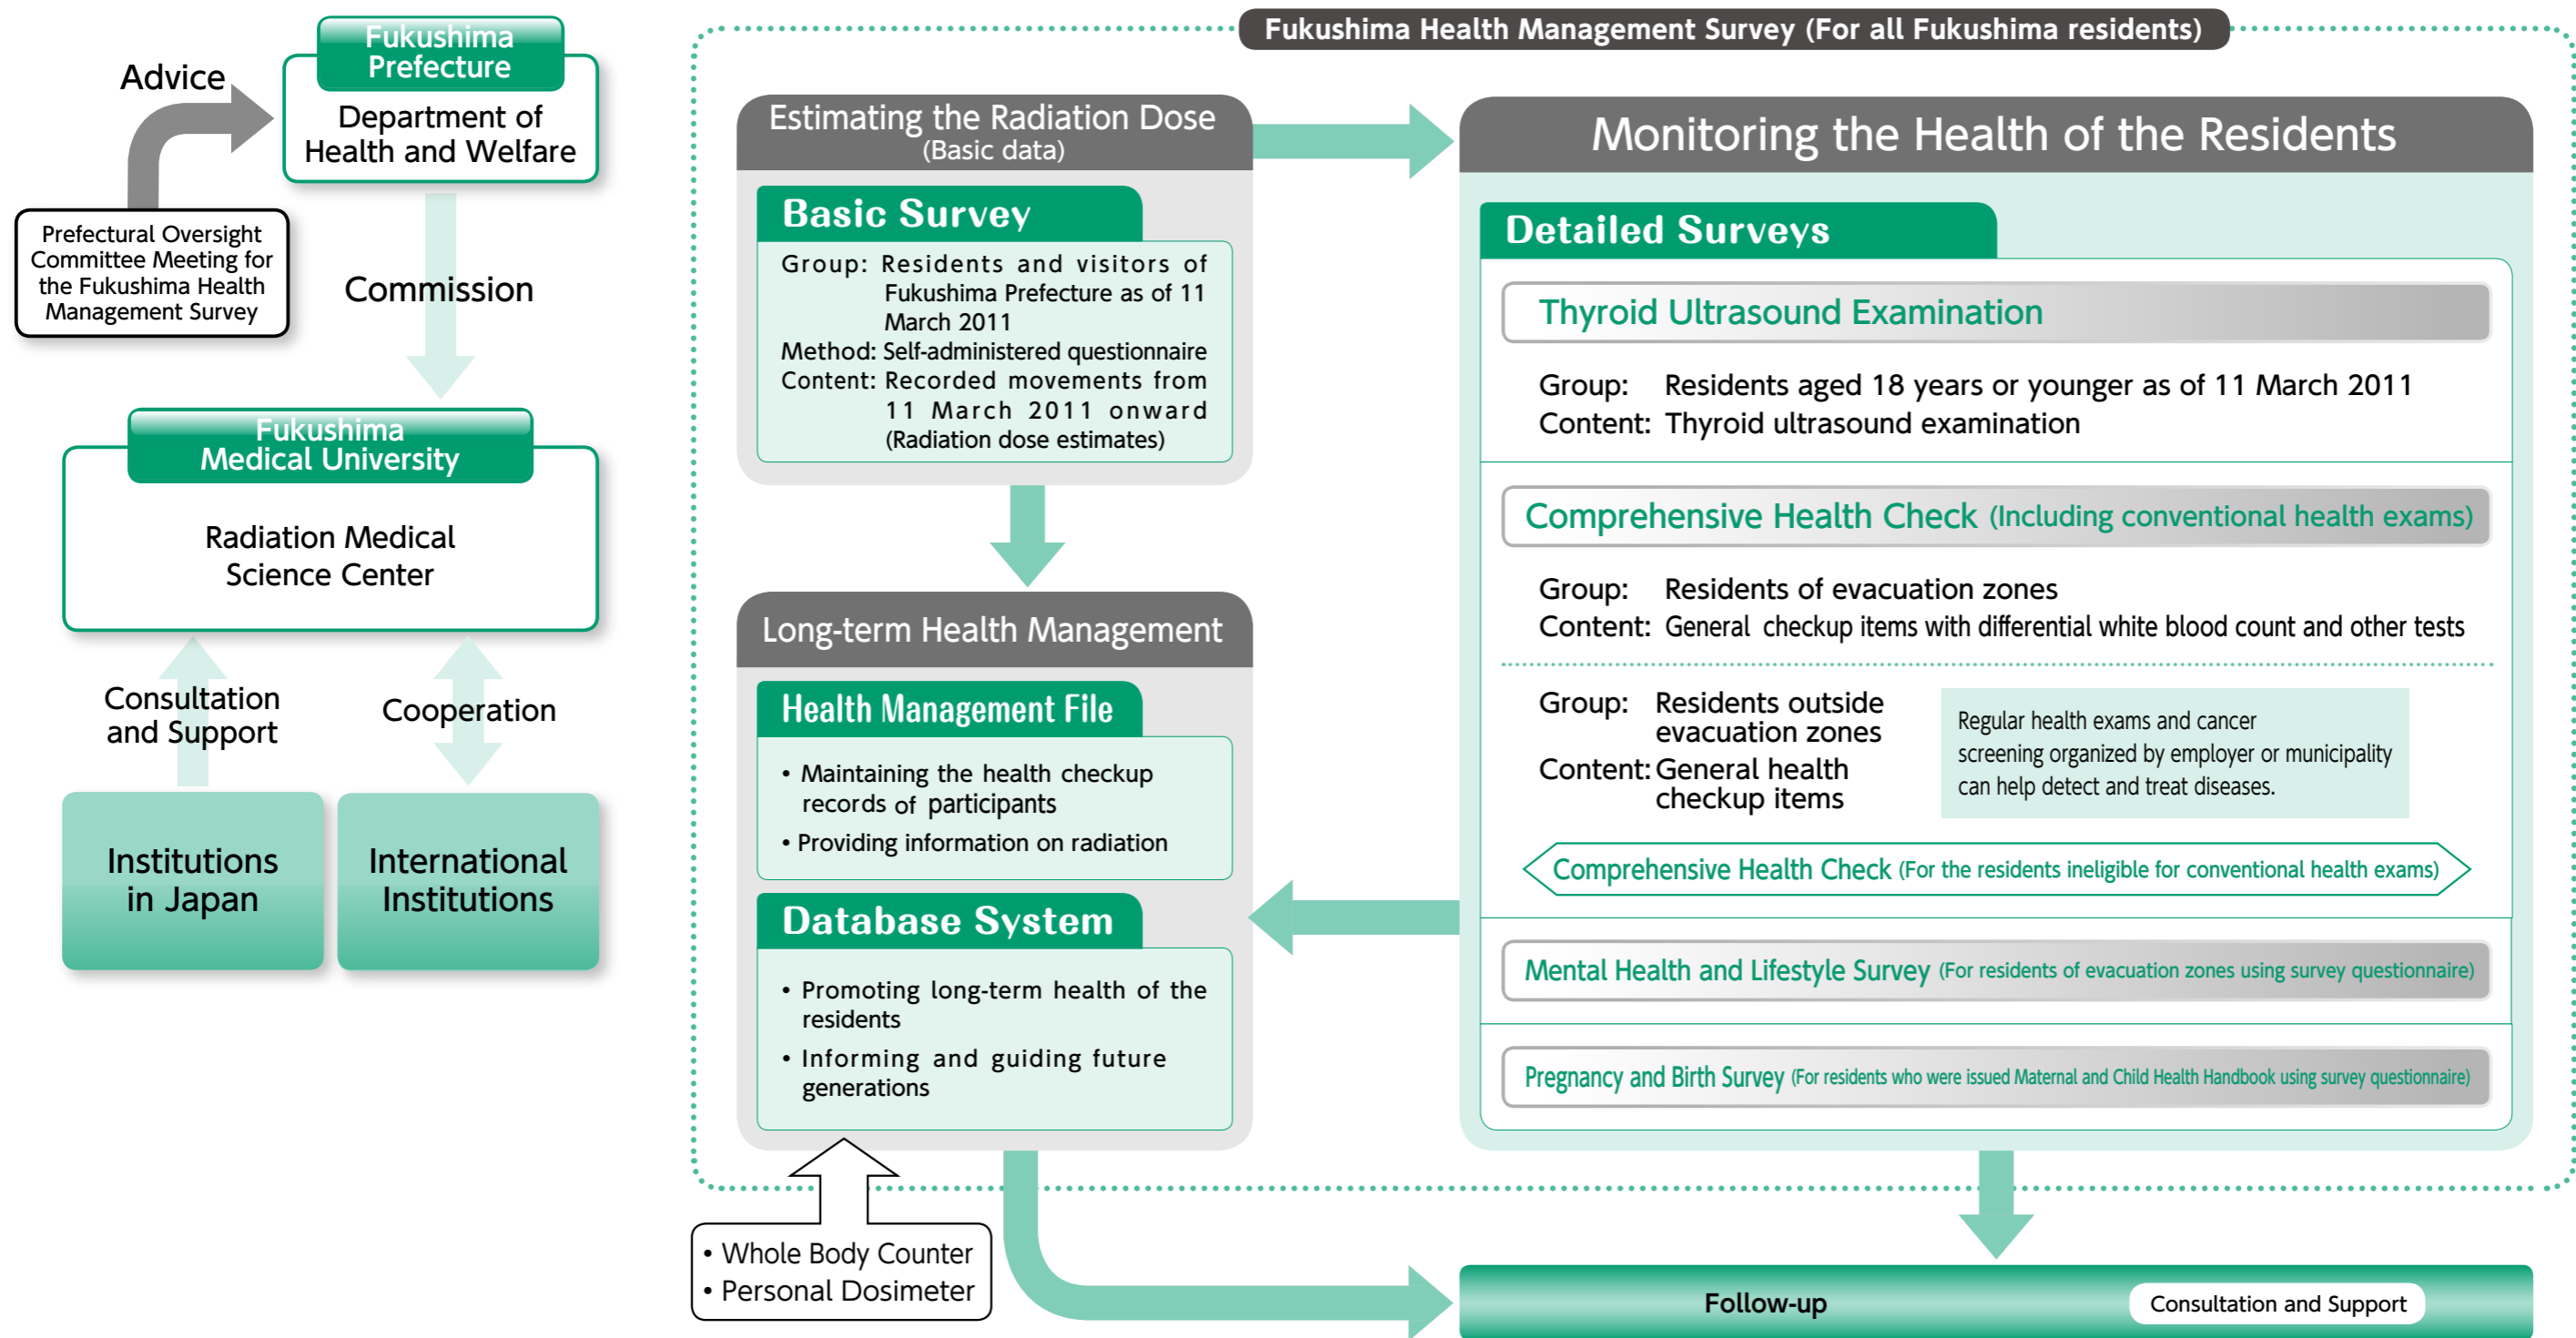 Advice
Fukushima
Prefecture
Department of
Health and Welfare
Prefectural Oversight
Committee Meeting for
the Fukushima Health
Management Survey
Commission
Fukushima
Medical University
Radiation Medical
Science Center
Consultation
and Support
Cooperation
Institutions
in Japan
International
Institutions
Fukushima Health Management Survey (For all Fukushima residents)
Estimating the Radiation Dose
(Basic data)
Basic Survey
Group: Residents and visitors of
Fukushima Prefecture as of 11
March 2011
Method: Self-administered questionnaire
Content: Recorded movements from
11 March 2011 onward
(Radiation dose estimates)
Long-term Health Management
Health Management File
• Maintaining the health checkup
records of participants
• Providing information on radiation
Database System
• Promoting long-term health of the
residents
• Informing and guiding future
generations
• Whole Body Counter
• Personal Dosimeter
Monitoring the Health of the Residents
Detailed Surveys
Thyroid Ultrasound Examination
Group: Residents aged 18 years or younger as of 11 March 2011
Content: Thyroid ultrasound examination
Comprehensive Health Check (Including conventional health exams)
Group: Residents of evacuation zones
Content: General checkup items with differential white blood count and other tests
Group: Residents outside
evacuation zones
Content: General health
checkup items
Regular health exams and cancer
screening organized by employer or municipality
can help detect and treat diseases.
Comprehensive Health Check (For the residents ineligible for conventional health exams)
Mental Health and Lifestyle Survey (For residents of evacuation zones using survey questionnaire)
Pregnancy and Birth Survey (For residents who were issued Maternal and Child Health Handbook using survey questionnaire)
Follow-up
Consultation and Support